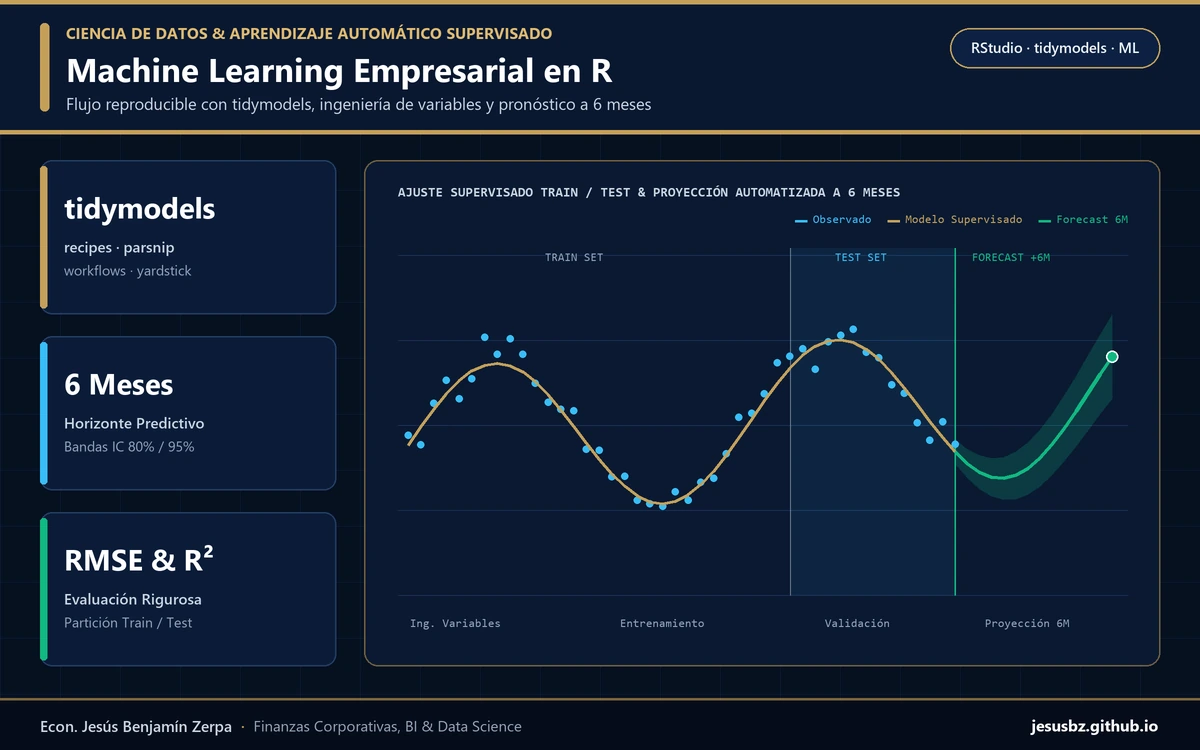 CIENCIA DE DATOS & APRENDIZAJE AUTOMÁTICO SUPERVISADO
Machine Learning Empresarial en R
Flujo reproducible con tidymodels, ingeniería de variables y pronóstico a 6 meses
RStudio · tidymodels · ML
tidymodels
recipes · parsnip
workflows · yardstick
6 Meses
Horizonte Predictivo
Bandas IC 80% / 95%
RMSE & R²
Evaluación Rigurosa
Partición Train / Test
AJUSTE SUPERVISADO TRAIN / TEST & PROYECCIÓN AUTOMATIZADA A 6 MESES
Observado Modelo Supervisado Forecast 6M
TRAIN SET TEST SET FORECAST +6M
Ing. Variables Entrenamiento Validación Proyección 6M
Econ. Jesús Benjamín Zerpa · Finanzas Corporativas, BI & Data Science
jesusbz.github.io